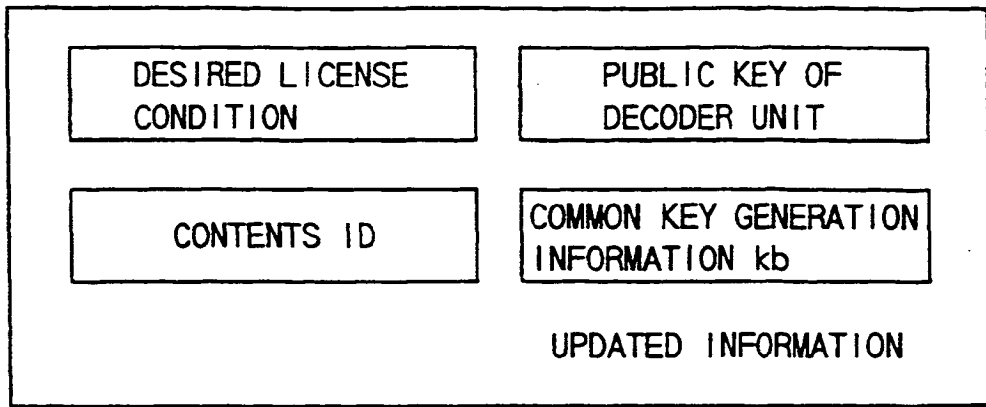 DESIRED LICENSE
CONDITION
PUBLIC KEY OF
DECODER UNIT
CONTENTS ID
COMMON KEY GENERATION
INFORMATION kb
UPDATED INFORMATION